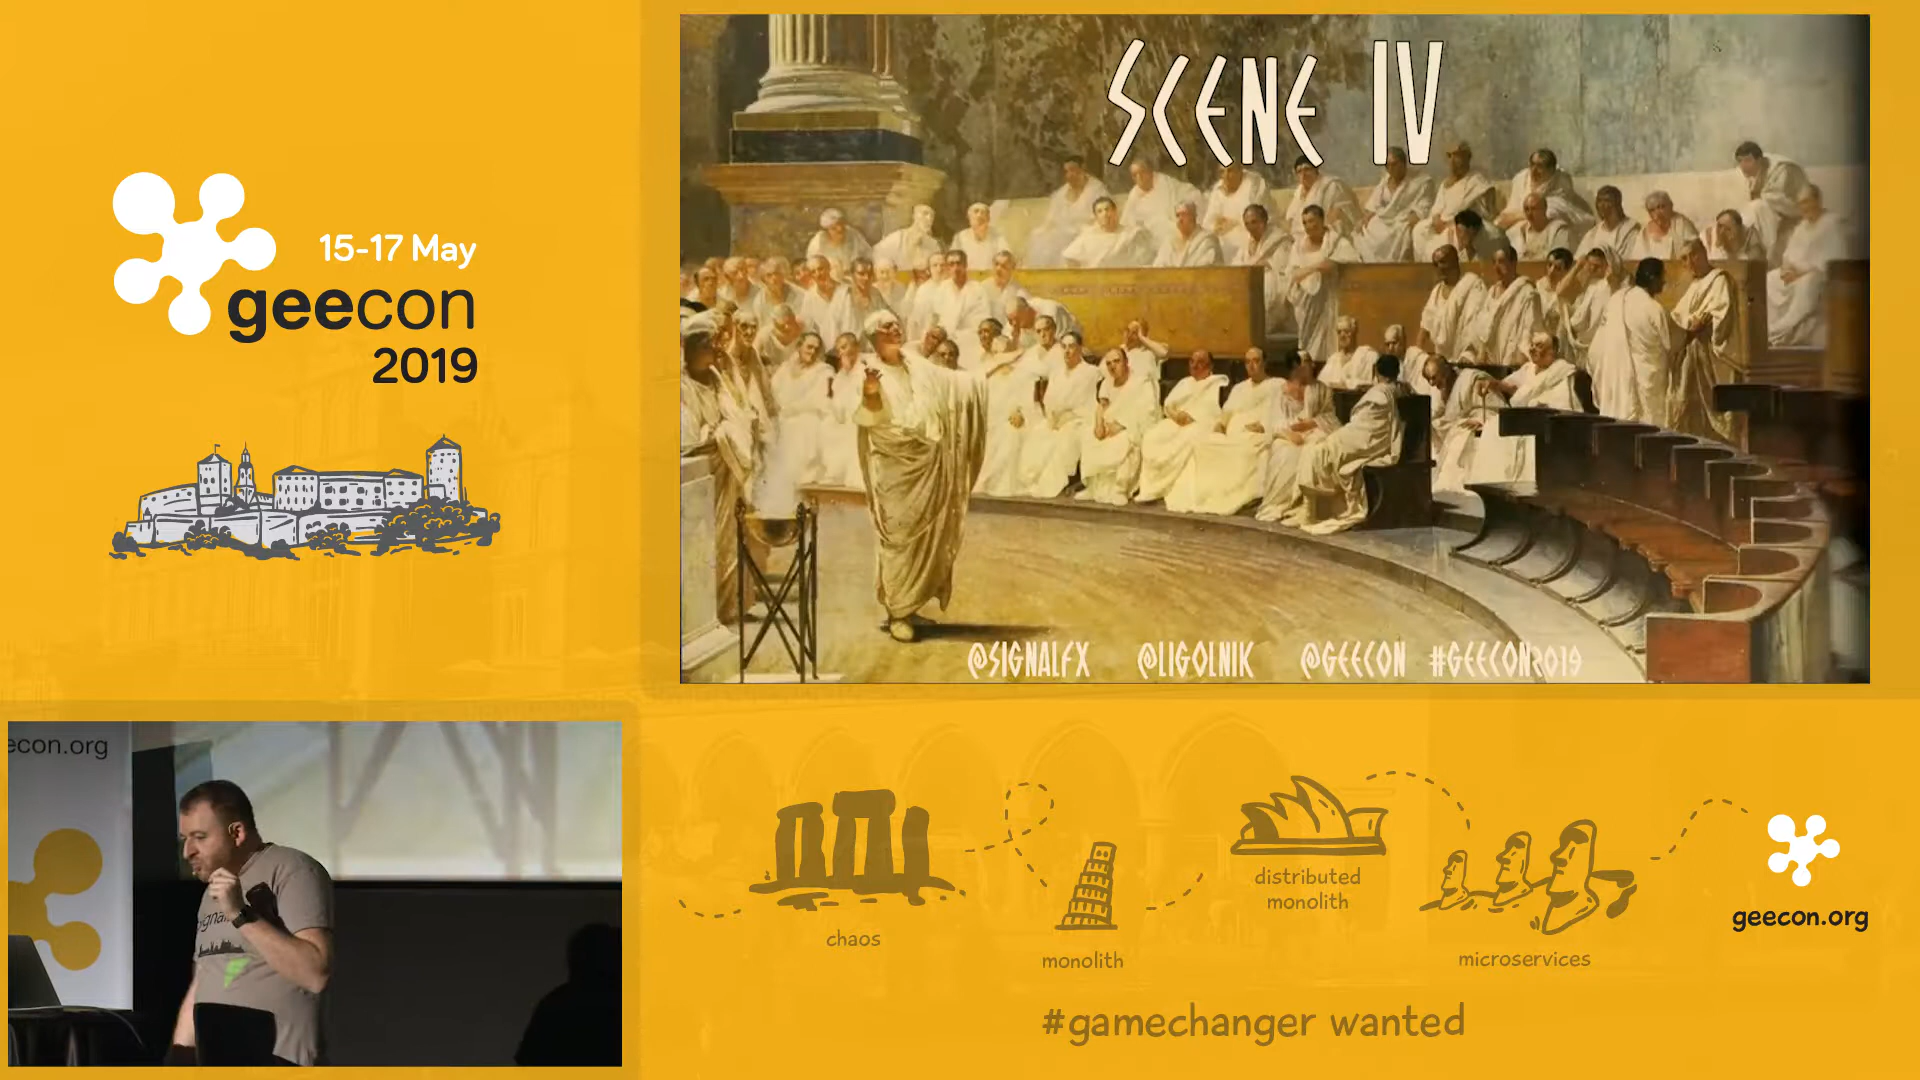 15-17 May
geecon
2019
SCENE IV
@SIGNALFX @LIGOLNIK @GEECON #GEECON2019
econ.org
signal
chaos
monolith
distributed
monolith
microservices
geecon.org
#gamechanger wanted